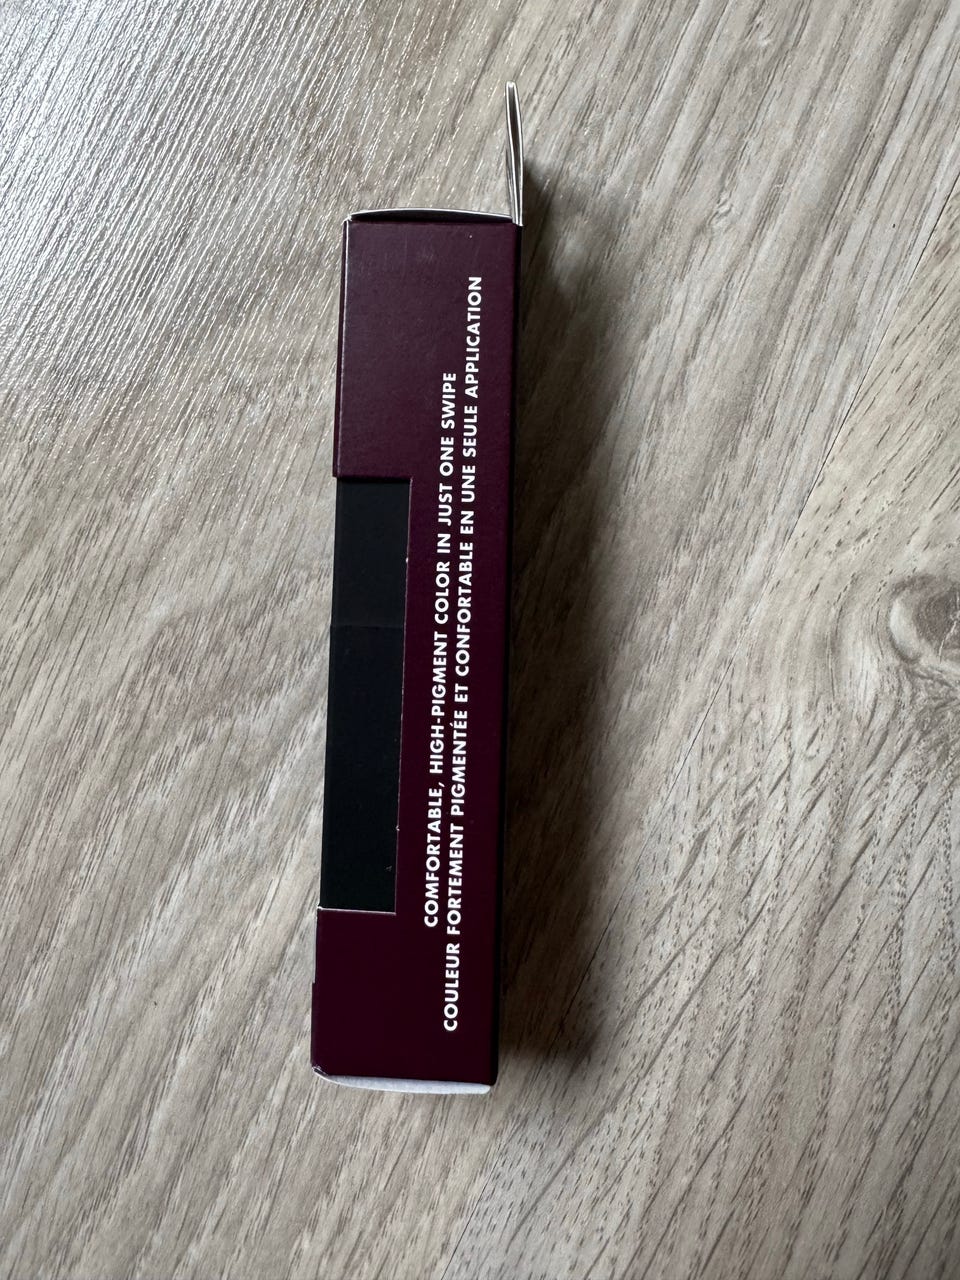 COMFORTABLE, HIGH-PIGMENT COLOR IN JUST ONE SWIPE
COULEUR FORTEMENT PIGMENTÉE ET CONFORTABLE EN UNE SEULE APPLICATION